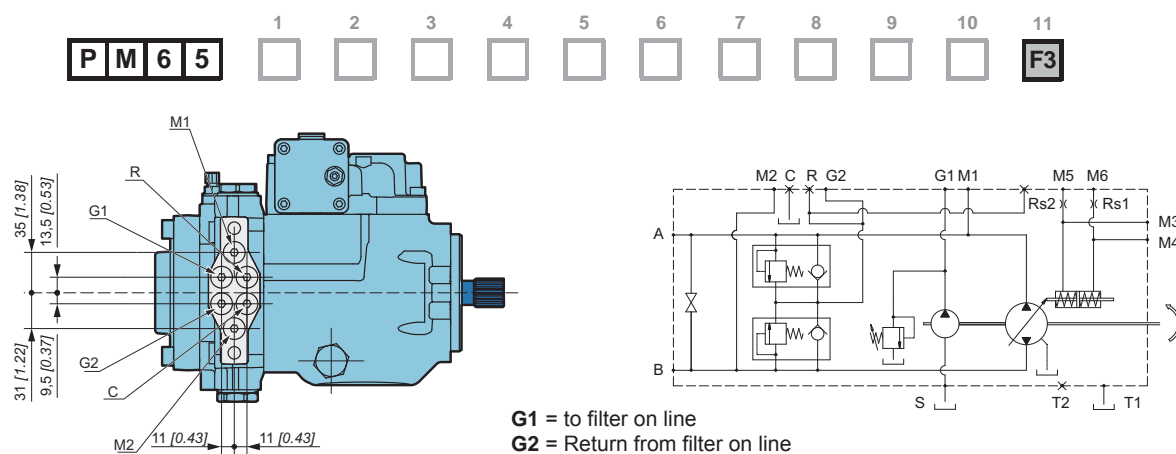 1 2 3 4 5 6 7 8 9 10 11
P M 6 5 F3
M1
R
G1
G2
C
M2
35 [1.38]
13,5 [0.53]
31 [1.22]
9,5 [0.37]
11 [0.43] 11 [0.43]
M2 C R G2 G1 M1 M5 M6
Rs2 Rs1
M3
M4
A
B
S T2 T1
G1 = to filter on line
G2 = Return from filter on line